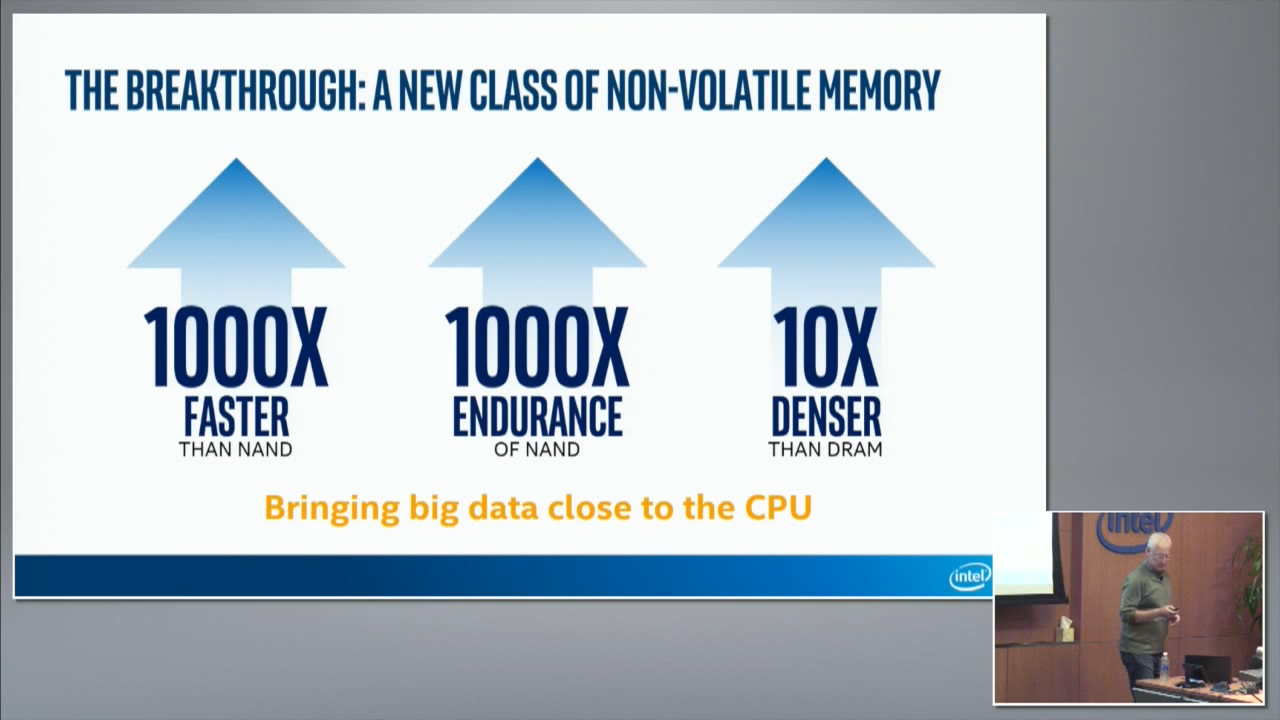 THE BREAKTHROUGH: A NEW CLASS OF NON-VOLATILE MEMORY
1000X
FASTER
THAN NAND
1000X
ENDURANCE
OF NAND
10X
DENSER
THAN DRAM
Bringing big data close to the CPU
intel
intel